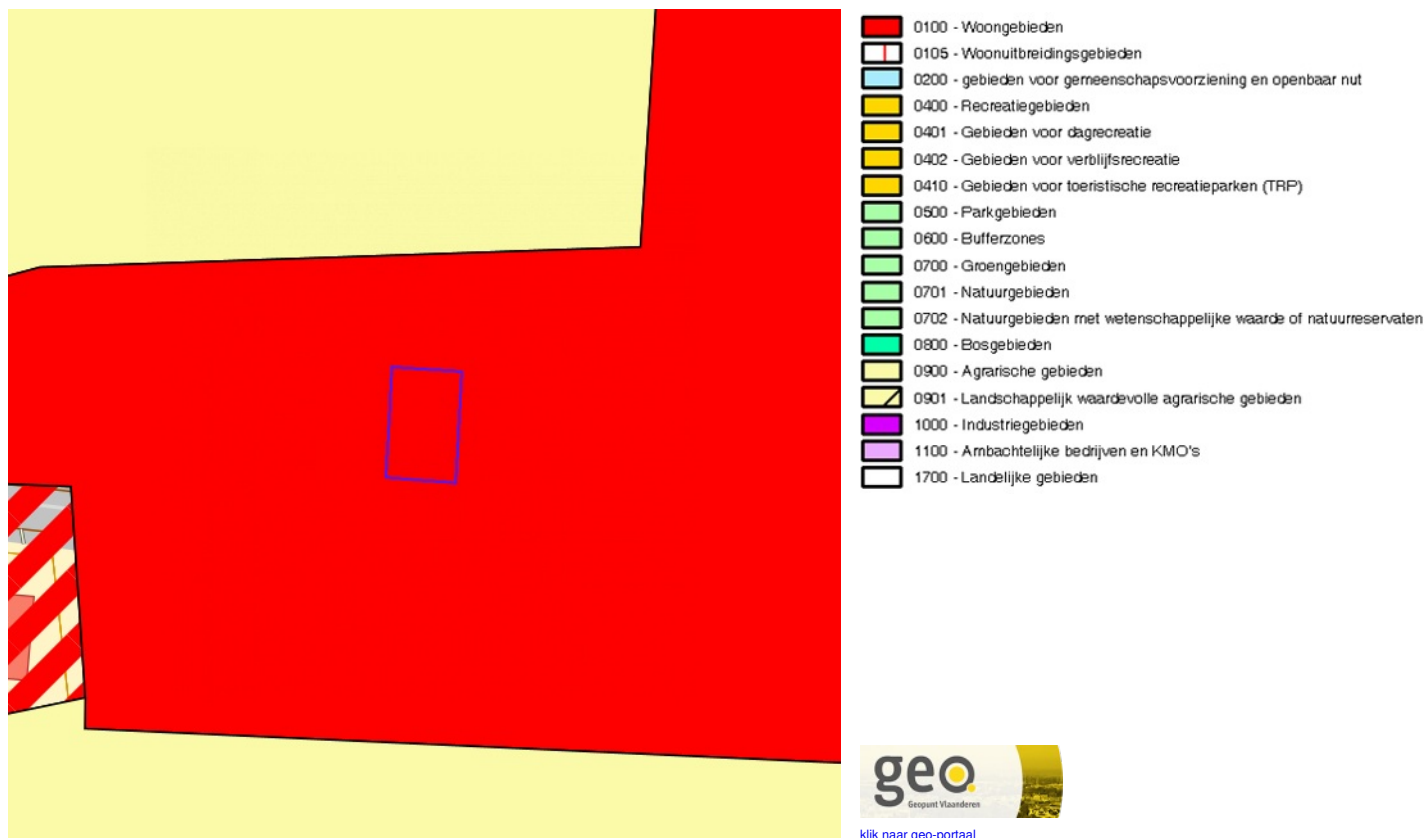 0100 - Woongebieden
0105 - Woonuitbreidingsgebieden
0200 - gebieden voor gemeenschapsvoorziening en openbaar nut
0400 - Recreatiegebieden
0401 - Gebieden voor dagrecreatie
0402 - Gebieden voor verblijfsrecreatie
0410 - Gebieden voor toeristische recreatieparken (TRP)
0500 - Parkgebieden
0600 - Bufferzones
0700 - Groengebieden
0701 - Natuurgebieden
0702 - Natuurgebieden met wetenschappelijke waarde of natuurreservaten
0800 - Bosgebieden
0900 - Agrarische gebieden
0901 - Landschappelijk waardevolle agrarische gebieden
1000 - Industriegebieden
1100 - Ambachtelijke bedrijven en KMO's
1700 - Landelijke gebieden
geo.
Geopunt Vlaanderen
klik naar geo-portaal